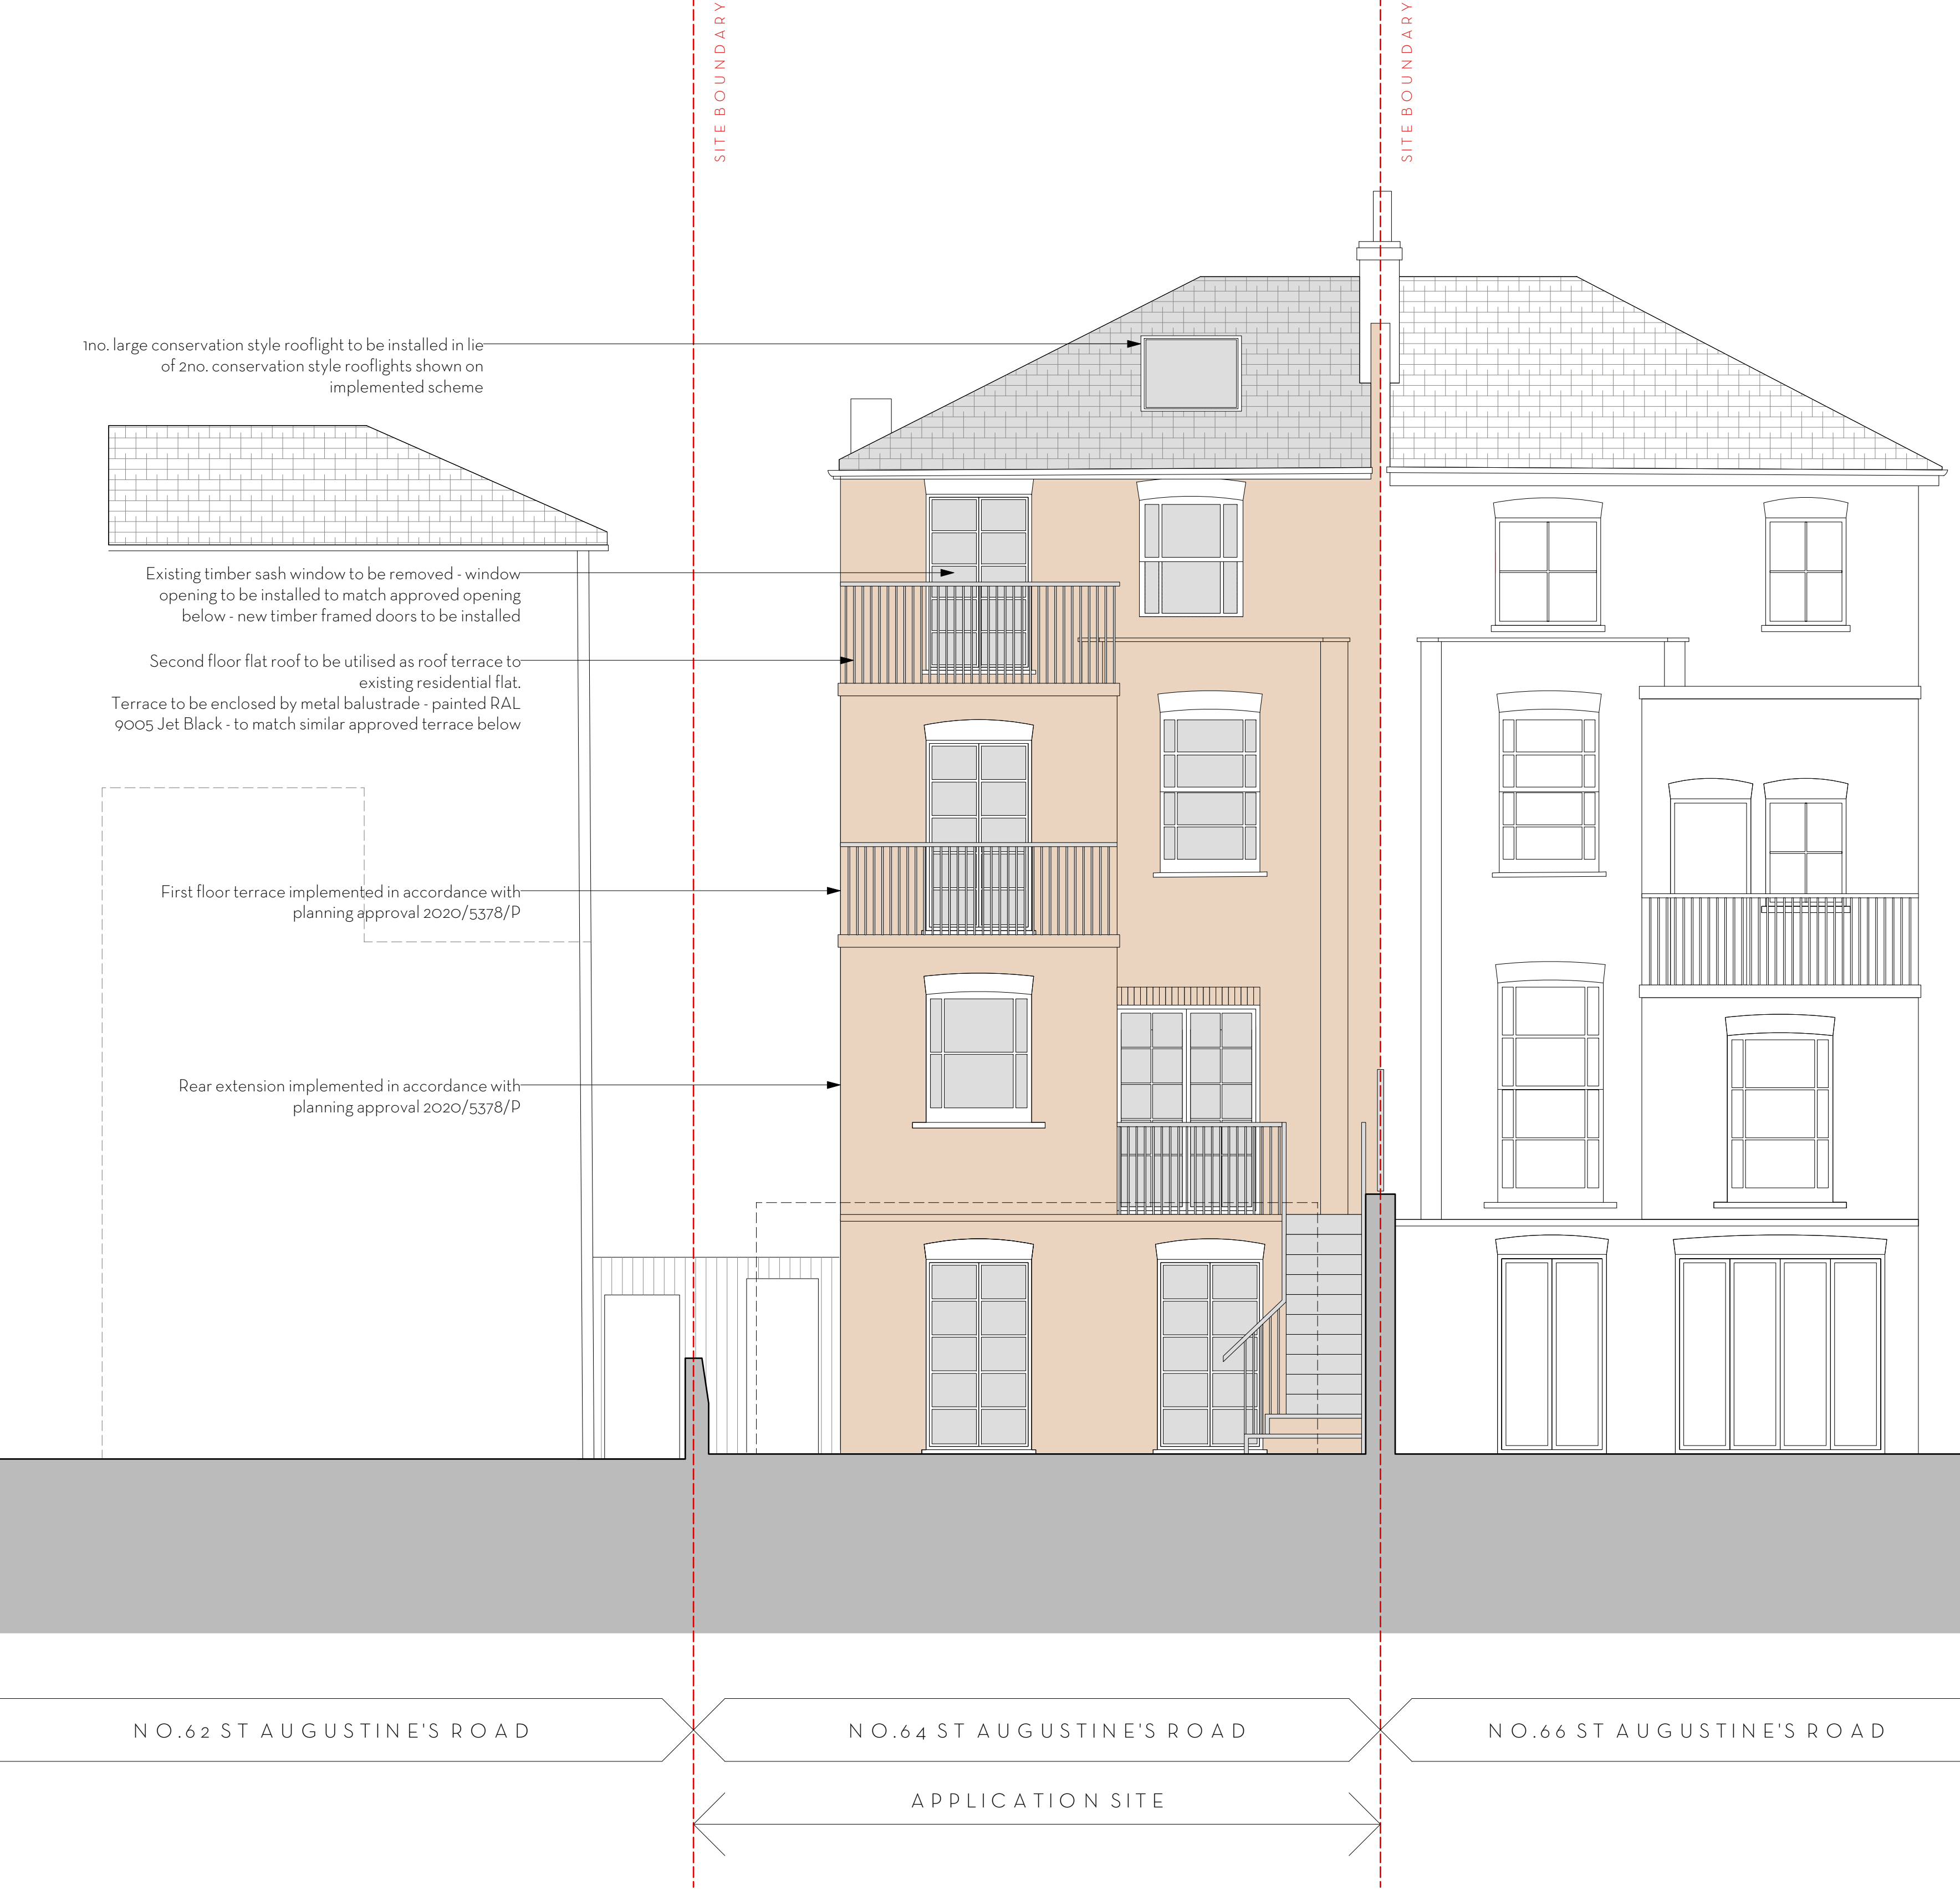 SITE BOUNDARY
SITE BOUNDARY
1no. large conservation style rooflight to be installed in lie
of 2no. conservation style rooflights shown on
implemented scheme
Existing timber sash window to be removed - window
opening to be installed to match approved opening
below - new timber framed doors to be installed
Second floor flat roof to be utilised as roof terrace to
existing residential flat.
Terrace to be enclosed by metal balustrade - painted RAL
9005 Jet Black - to match similar approved terrace below
First floor terrace implemented in accordance with
planning approval 2020/5378/P
Rear extension implemented in accordance with
planning approval 2020/5378/P
NO.62 ST AUGUSTINE'S ROAD
NO.64 ST AUGUSTINE'S ROAD
NO.66 ST AUGUSTINE'S ROAD
APPLICATION SITE